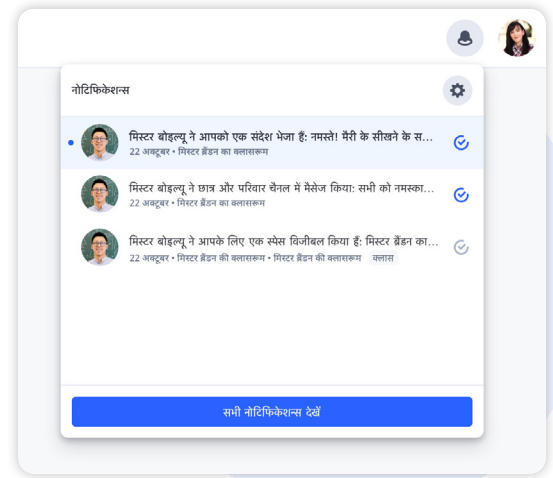 नोटिफिकेशन्स
मिस्टर बोइल्यू ने आपको एक संदेश भेजा हैं: नमस्ते! मैरी के सीखने के स...
22 अक्टूबर • मिस्टर ब्रैंडन का क्लासरूम
मिस्टर बोइल्यू ने छात्र और परिवार चैनल में मैसेज किया: सभी को नमस्का...
22 अक्टूबर • मिस्टर ब्रैंडन का क्लासरूम
मिस्टर बोइल्यू ने आपके लिए एक स्पेस विजीबल किया हैं: मिस्टर ब्रैंडन का...
22 अक्टूबर • मिस्टर ब्रैंडन की क्लासरूम • मिस्टर ब्रैंडन की क्लासरूम क्लास
सभी नोटिफिकेशन्स देखें